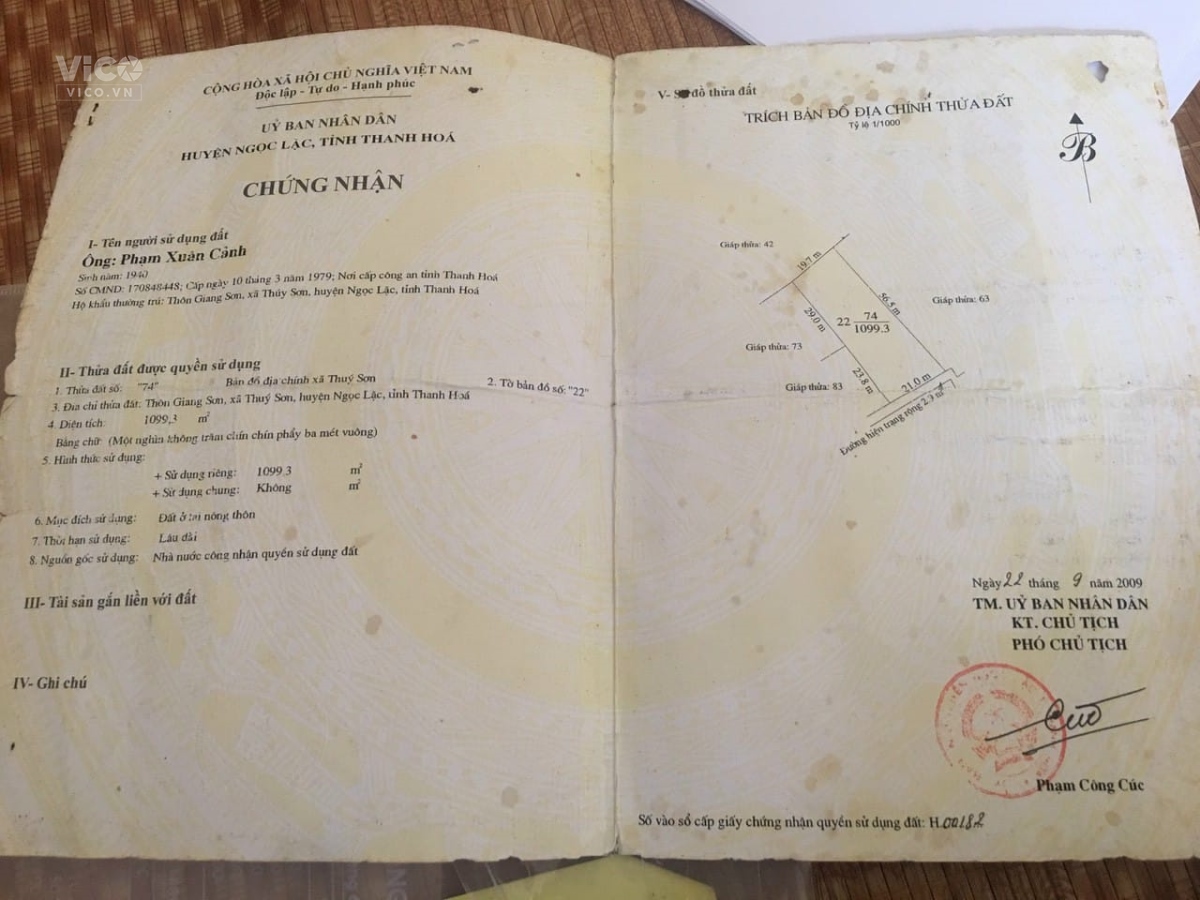 VICO
VICO.VN
CỘNG HÒA XÃ HỘI CHỦ NGHĨA VIỆT NAM
Độc lập - Tự do - Hạnh phúc
UỶ BAN NHÂN DÂN
HUYỆN NGỌC LẶC, TỈNH THANH HOÁ
CHỨNG NHẬN
I- Tên người sử dụng đất
Ông: Phạm Xuân Cảnh
Sinh năm: 1940
Số CMND: 170848448; Cấp ngày 10 tháng 3 năm 1979; Nơi cấp công an tỉnh Thanh Hoá
Hộ khẩu thường trú: Thôn Giang Sơn, xã Thúy Sơn, huyện Ngọc Lặc, tỉnh Thanh Hoá
II- Thửa đất được quyền sử dụng
1. Thửa đất số: "74" Bản đồ địa chính xã Thuý Sơn 2. Tờ bản đồ số: "22"
3. Địa chỉ thửa đất: Thôn Giang Sơn, xã Thuý Sơn, huyện Ngọc Lặc, tỉnh Thanh Hoá
4. Diện tích: 1099,3 m²
Bằng chữ: (Một nghìn không trăm chín chín phẩy ba mét vuông)
5. Hình thức sử dụng:
+ Sử dụng riêng: 1099.3 m²
+ Sử dụng chung: Không m²
6. Mục đích sử dụng: Đất ở tại nông thôn
7. Thời hạn sử dụng: Lâu dài
8. Nguồn gốc sử dụng: Nhà nước công nhận quyền sử dụng đất
III- Tài sản gắn liền với đất
IV- Ghi chú
V- Sơ đồ thửa đất
TRÍCH BẢN ĐỒ ĐỊA CHÍNH THỬA ĐẤT
Tỷ lệ 1/1000
B
Giáp thửa: 42
19.7 m
56.5 m
Giáp thửa: 63
29.0 m
22 74
1099.3
Giáp thửa: 73
Giáp thửa: 83
23.8 m
21.0 m
Đường hiện trạng rộng 2.7 m
Ngày 22 tháng 9 năm 2009
TM. UỶ BAN NHÂN DÂN
KT. CHỦ TỊCH
PHÓ CHỦ TỊCH
Cúc
Phạm Công Cúc
Số vào sổ cấp giấy chứng nhận quyền sử dụng đất: H.00182